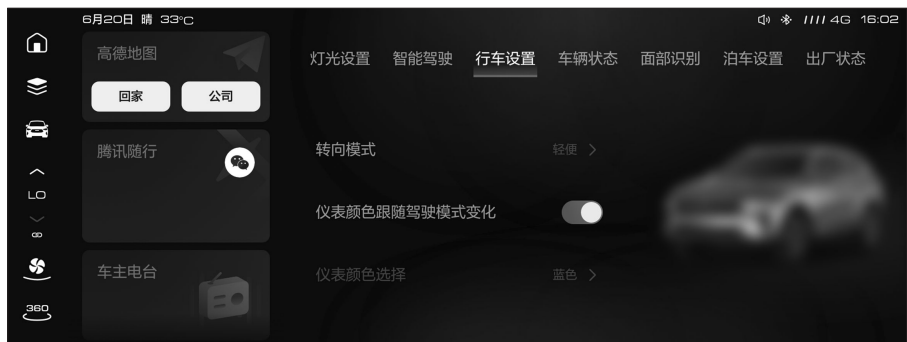 6月20日 晴 33°C
4G 16:02
高德地图
回家 公司
腾讯随行
车主电台
LO
360
灯光设置 智能驾驶 行车设置 车辆状态 面部识别 泊车设置 出厂状态
转向模式 轻便
仪表颜色跟随驾驶模式变化
仪表颜色选择 蓝色